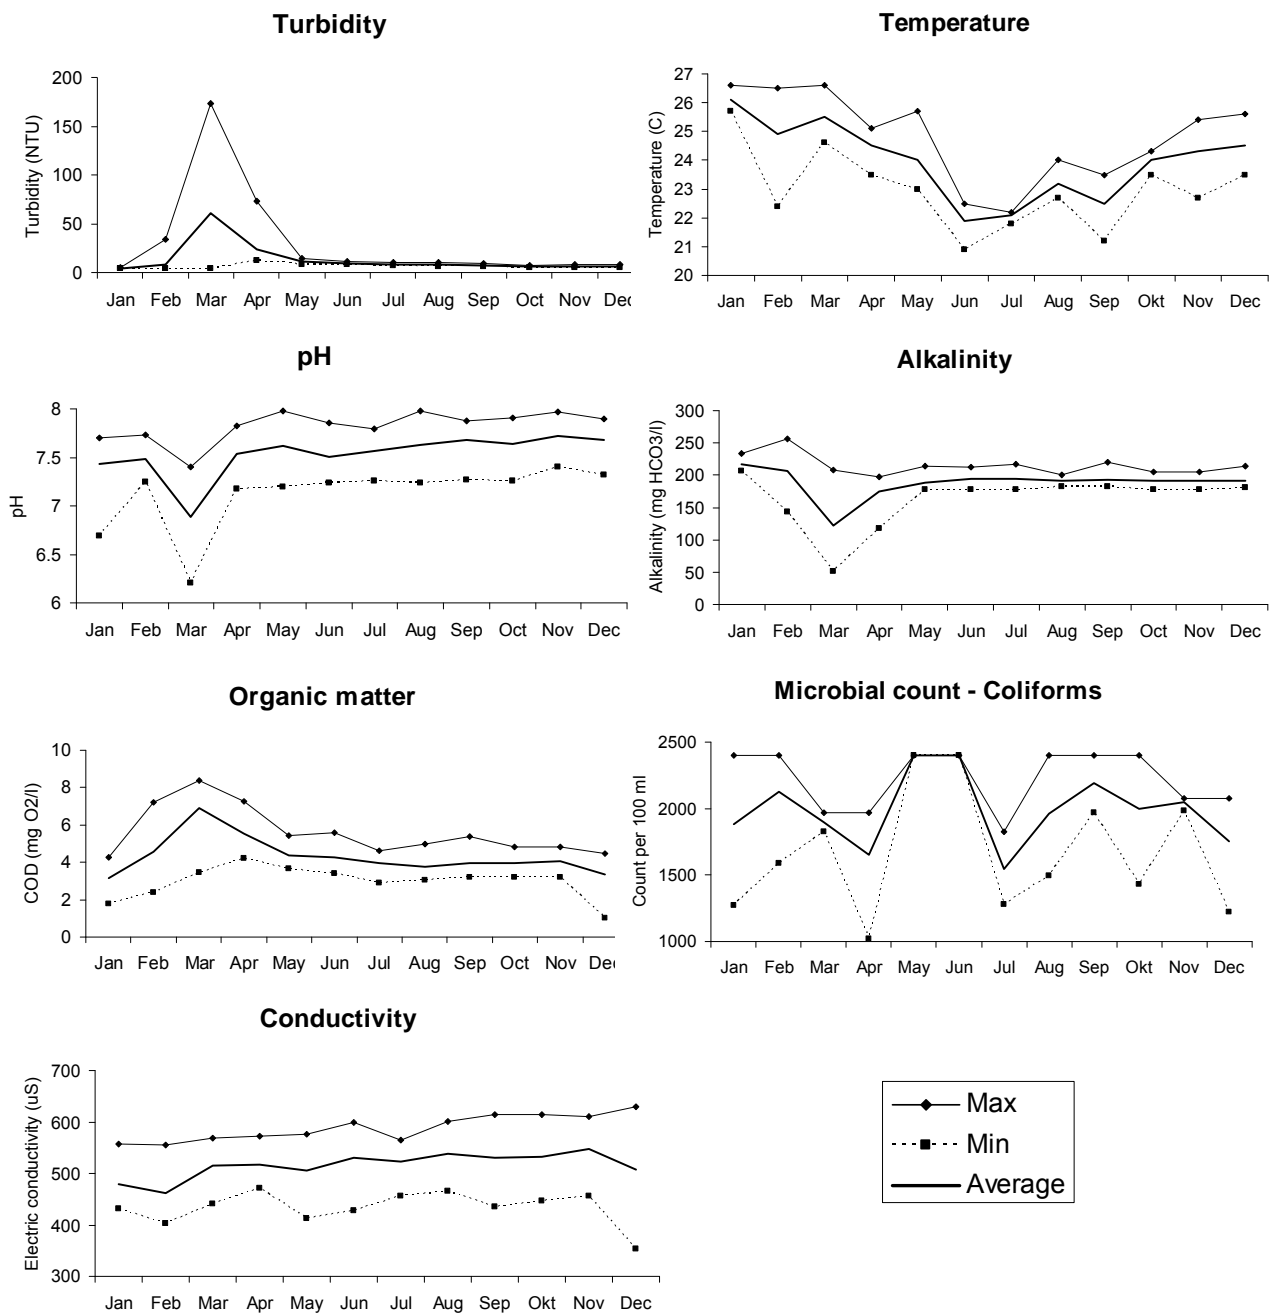 Turbidity
Turbidity (NTU)
200
150
100
50
0
Jan Feb Mar Apr May Jun Jul Aug Sep Oct Nov Dec
Temperature
Temperature (C)
27
26
25
24
23
22
21
20
Jan Feb Mar Apr May Jun Jul Aug Sep Okt Nov Dec
pH
pH
8
7.5
7
6.5
6
Jan Feb Mar Apr May Jun Jul Aug Sep Oct Nov Dec
Alkalinity
Alkalinity (mg HCO3/l)
300
250
200
150
100
50
0
Jan Feb Mar Apr May Jun Jul Aug Sep Oct Nov Dec
Organic matter
COD (mg O2/l)
10
8
6
4
2
0
Jan Feb Mar Apr May Jun Jul Aug Sep Oct Nov Dec
Microbial count - Coliforms
Count per 100 ml
2500
2000
1500
1000
Jan Feb Mar Apr May Jun Jul Aug Sep Okt Nov Dec
Conductivity
Electric conductivity (uS)
700
600
500
400
300
Jan Feb Mar Apr May Jun Jul Aug Sep Okt Nov Dec
Max
Min
Average